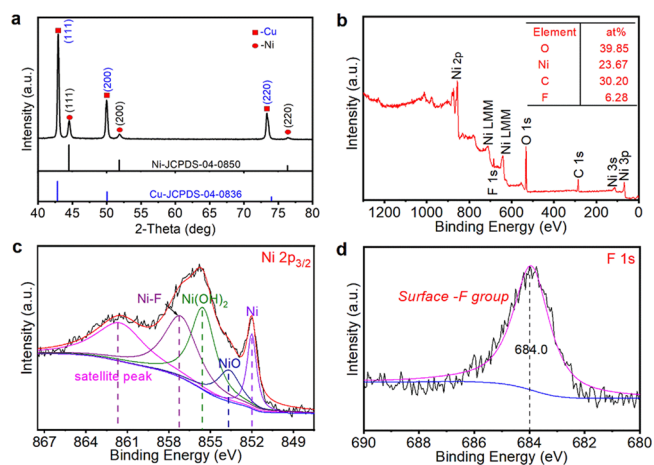 a
-Cu
-Ni
(111)
(111)
(200)
(200)
(220)
(220)
Ni-JCPDS-04-0850
Cu-JCPDS-04-0836
Intensity (a.u.)
40 45 50 55 60 65 70 75 80
2-Theta (deg)
b
Element at%
O 39.85
Ni 23.67
C 30.20
F 6.28
Ni 2p
Ni LMM
F 1s
Ni LMM
O 1s
C 1s
Ni 3s
Ni 3p
Intensity (a.u.)
1200 1000 800 600 400 200 0
Binding Energy (eV)
c
Ni 2p3/2
Ni-F
Ni(OH)2
Ni
NiO
satellite peak
Intensity (a.u.)
867 864 861 858 855 852 849
Binding Energy (eV)
d
F 1s
Surface -F group
684.0
Intensity (a.u.)
690 688 686 684 682 680
Binding Energy (eV)